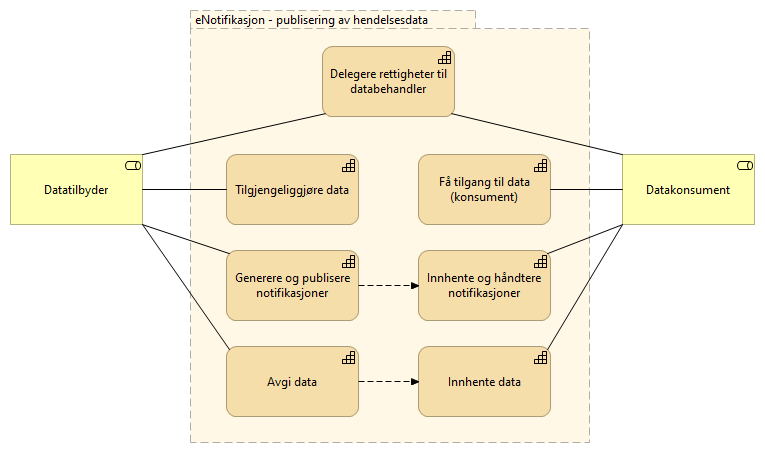 eNotifikasjon - publisering av hendelsesdata
Delegere rettigheter til
databehandler
Datatilbyder
Tilgjengeliggjøre data
Få tilgang til data
(konsument)
Datakonsument
Generere og publisere
notifikasjoner
Innhente og håndtere
notifikasjoner
Avgi data
Innhente data